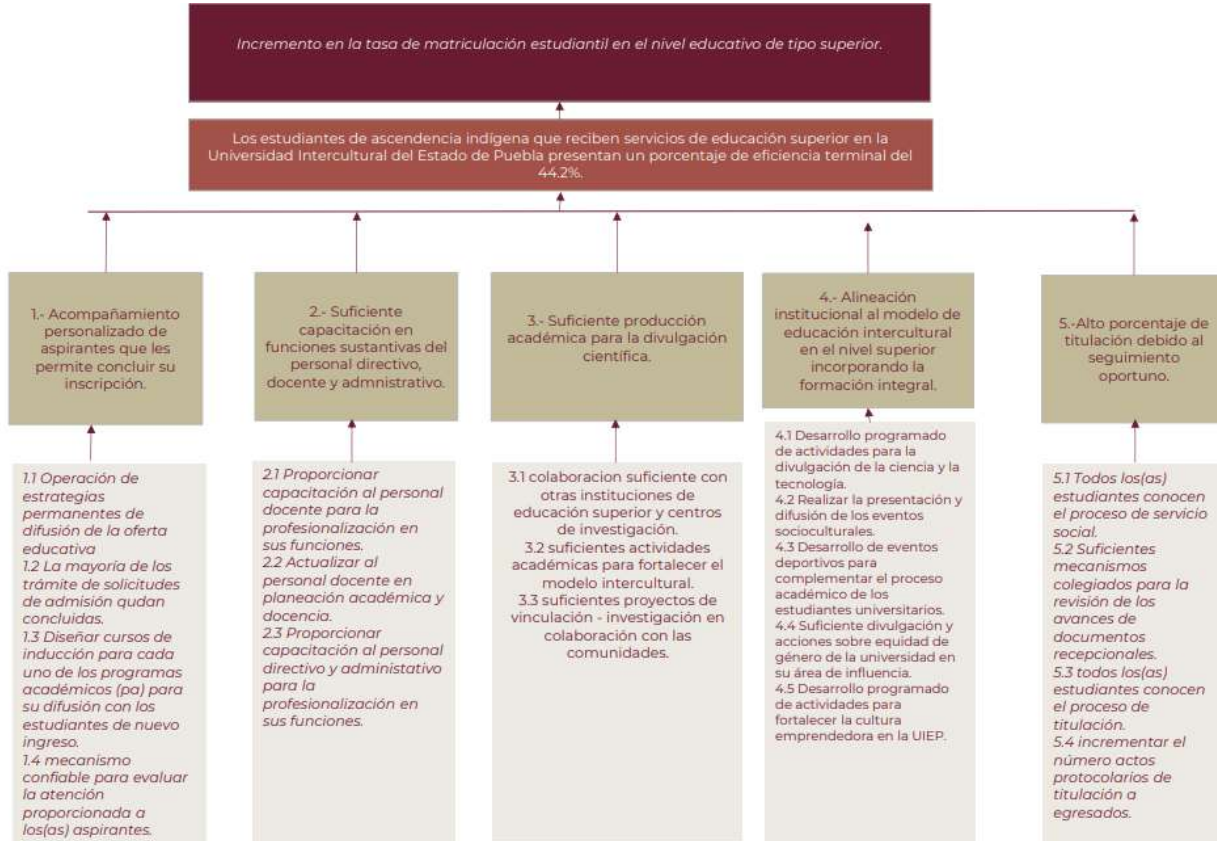 Incremento en la tasa de matriculación estudiantil en el nivel educativo de tipo superior.
Los estudiantes de ascendencia indígena que reciben servicios de educación superior en la
Universidad Intercultural del Estado de Puebla presentan un porcentaje de eficiencia terminal del
44.2%.
1.- Acompañamiento
personalizado de
aspirantes que les
permite concluir su
inscripción.
2.- Suficiente
capacitación en
funciones sustantivas del
personal directivo,
docente y admnistrativo.
3.- Suficiente producción
académica para la divulgación
científica.
4.- Alineación
institucional al modelo de
educación intercultural
en el nivel superior
incorporando la
formación integral.
5.-Alto porcentaje de
titulación debido al
seguimiento
oportuno.
1.1 Operación de
estrategias
permanentes de
difusión de la oferta
educativa
1.2 La mayoría de los
trámite de solicitudes
de admisión qudan
concluidas.
1.3 Diseñar cursos de
inducción para cada
uno de los programas
académicos (pa) para
su difusión con los
estudiantes de nuevo
ingreso.
1.4 mecanismo
confiable para evaluar
la atención
proporcionada a
los(as) aspirantes.
2.1 Proporcionar
capacitación al personal
docente para la
profesionalización en
sus funciones.
2.2 Actualizar al
personal docente en
planeación académica y
docencia.
2.3 Proporcionar
capacitación al personal
directivo y administativo
para la
profesionalización en
sus funciones.
3.1 colaboracion suficiente con
otras instituciones de
educación superior y centros
de investigación.
3.2 suficientes actividades
académicas para fortalecer el
modelo intercultural.
3.3 suficientes proyectos de
vinculación - investigación en
colaboración con las
comunidades.
4.1 Desarrollo programado
de actividades para la
divulgación de la ciencia y la
tecnología.
4.2 Realizar la presentación y
difusión de los eventos
socioculturales.
4.3 Desarrollo de eventos
deportivos para
complementar el proceso
académico de los
estudiantes universitarios.
4.4 Suficiente divulgación y
acciones sobre equidad de
género de la universidad en
su área de influencia.
4.5 Desarrollo programado
de actividades para
fortalecer la cultura
emprendedora en la UIEP.
5.1 Todos los(as)
estudiantes conocen
el proceso de servicio
social.
5.2 Suficientes
mecanismos
colegiados para la
revisión de los
avances de
documentos
recepcionales.
5.3 todos los(as)
estudiantes conocen
el proceso de
titulación.
5.4 incrementar el
número actos
protocolarios de
titulación a
egresados.